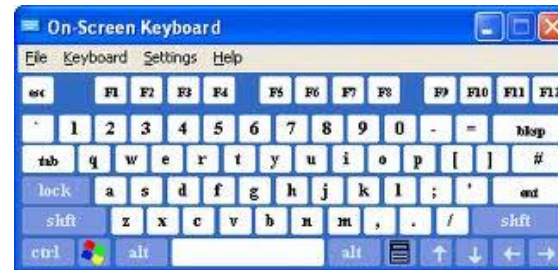 On-Screen Keyboard
File Keyboard Settings Help
esc F1 F2 F3 F4 F5 F6 F7 F8 F9 F10 F11 F12
` 1 2 3 4 5 6 7 8 9 0 - = bksp
tab q w e r t y u i o p [ ] #
lock a s d f g h j k l ; ' ent
shft z x c v b n m , . / shft
ctrl alt alt ↑ ↓ ← →